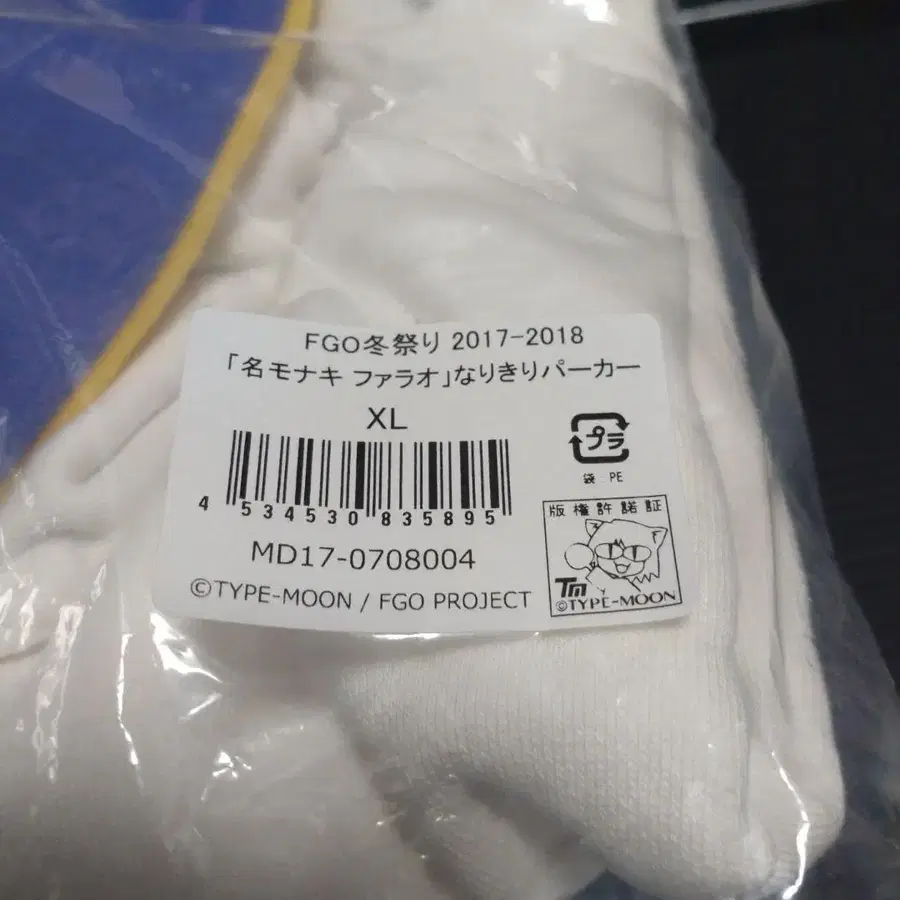 FGO冬祭り 2017-2018
「名モナキ ファラオ」なりきりパーカー
XL
プラ
袋 PE
4 534530 835895
MD17-0708004
©TYPE-MOON / FGO PROJECT
版権許諾証
TM
©TYPE-MOON